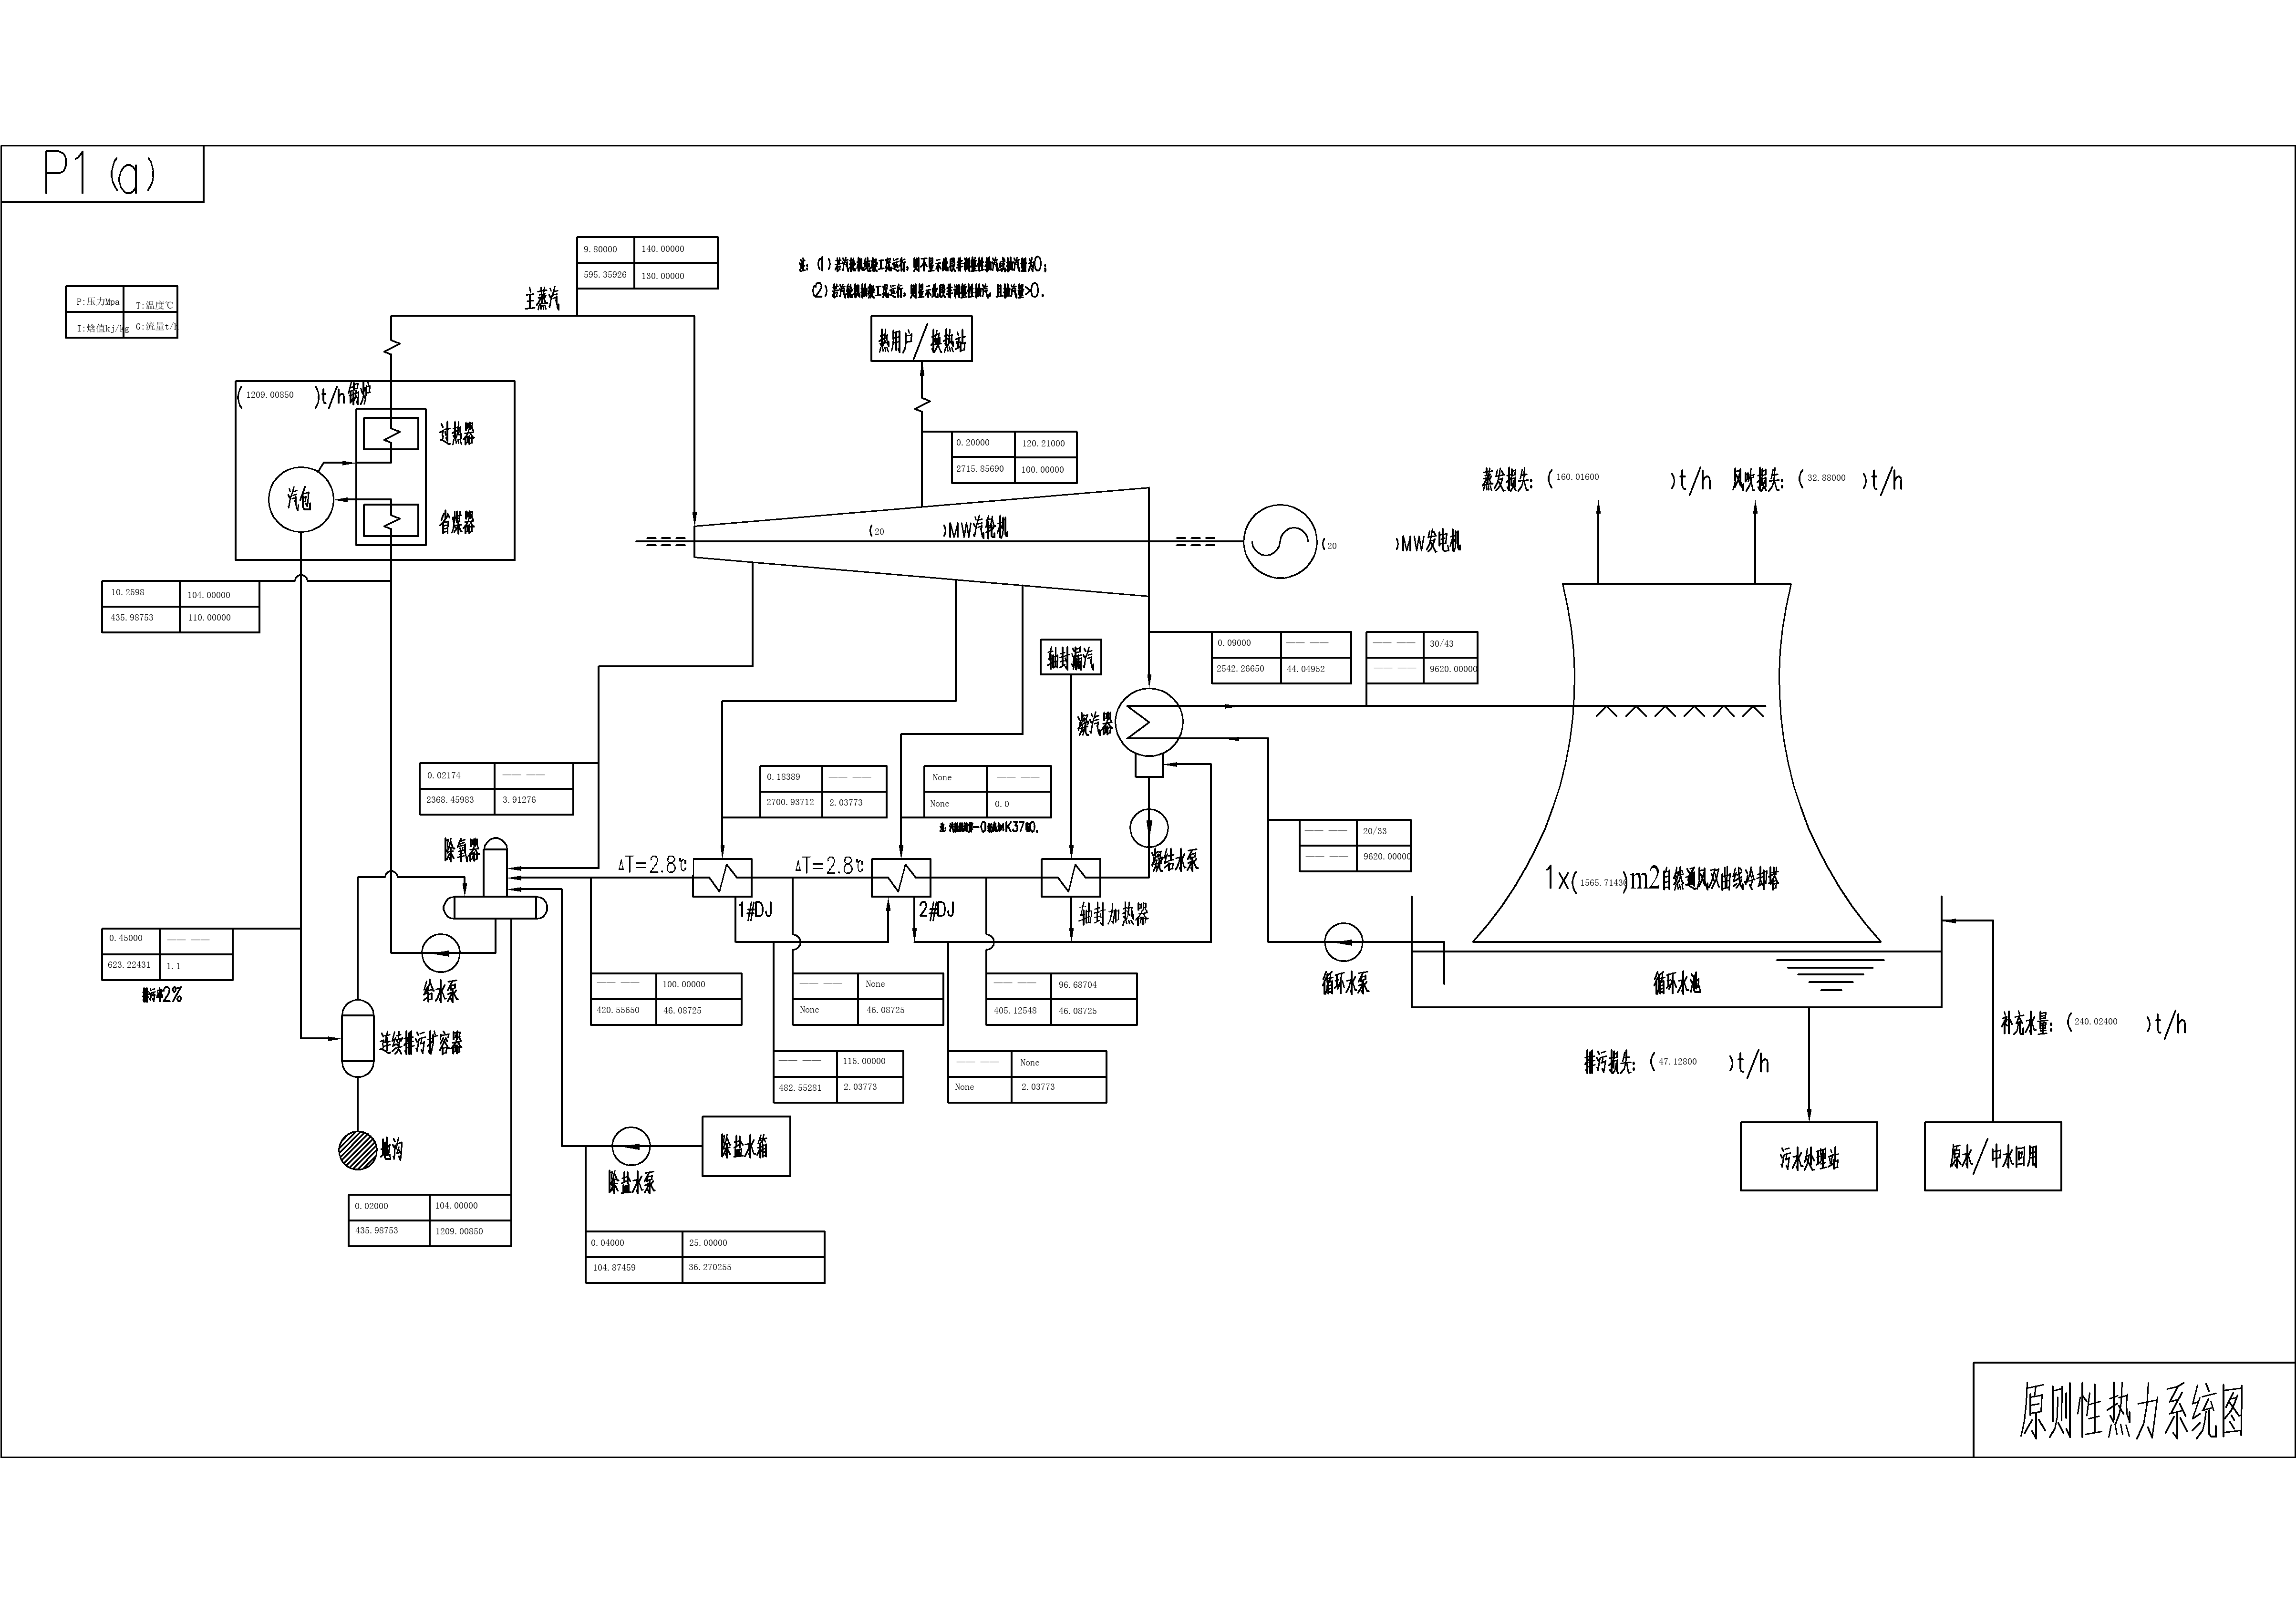 P1(a)
9.80000 140.00000
595.35926 130.00000
注：(1) 若汽轮机纯凝工况运行，则不显示此段非调整性抽汽或抽汽量为0；
(2) 若汽轮机抽凝工况运行，则显示此段非调整性抽汽，且抽汽量>0.
P:压力Mpa T:温度℃
I:焓值kj/kg G:流量t/h
主蒸汽
热用户/换热站
(1209.00850)t/h锅炉
过热器
汽包
省煤器
0.20000 120.21000
2715.85690 100.00000
蒸发损失：(160.01600)t/h 风吹损失：(32.88000)t/h
(20)MW汽轮机
(20)MW发电机
10.2598 104.00000
435.98753 110.00000
轴封漏汽
0.09000 —— ——
2542.26650 44.04952
—— —— 30/43
—— —— 9620.00000
凝汽器
0.02174 —— ——
2368.45983 3.91276
0.18389 —— ——
2700.93712 2.03773
None —— ——
None 0.0
—— —— 20/33
—— —— 9620.00000
除氧器
ΔT=2.8℃
ΔT=2.8℃
凝结水泵
1#DJ
2#DJ
轴封加热器
1x(1565.71430)m2自然通风双曲线冷却塔
0.45000 —— ——
623.22431 1.1
排污率2%
给水泵
—— —— 100.00000
420.55650 46.08725
—— —— None
None 46.08725
—— —— 96.68704
405.12548 46.08725
循环水泵
循环水池
补充水量：(240.02400)t/h
连续排污扩容器
—— —— 115.00000
482.55281 2.03773
—— —— None
None 2.03773
排污损失：(47.12800)t/h
地沟
除盐水箱
除盐水泵
污水处理站
原水/中水回用
0.02000 104.00000
435.98753 1209.00850
0.04000 25.00000
104.87459 36.270255
原则性热力系统图